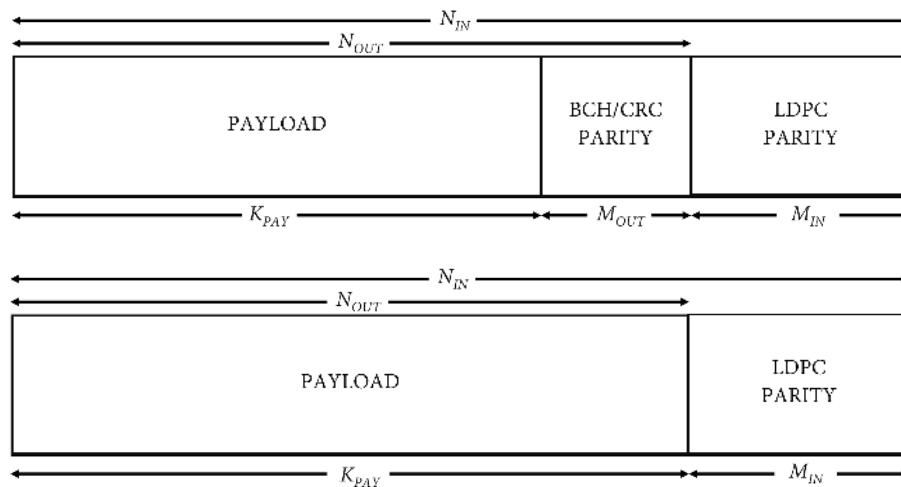 N_IN
N_OUT
PAYLOAD
BCH/CRC
PARITY
LDPC
PARITY
K_PAY
M_OUT
M_IN
N_IN
N_OUT
PAYLOAD
LDPC
PARITY
K_PAY
M_IN